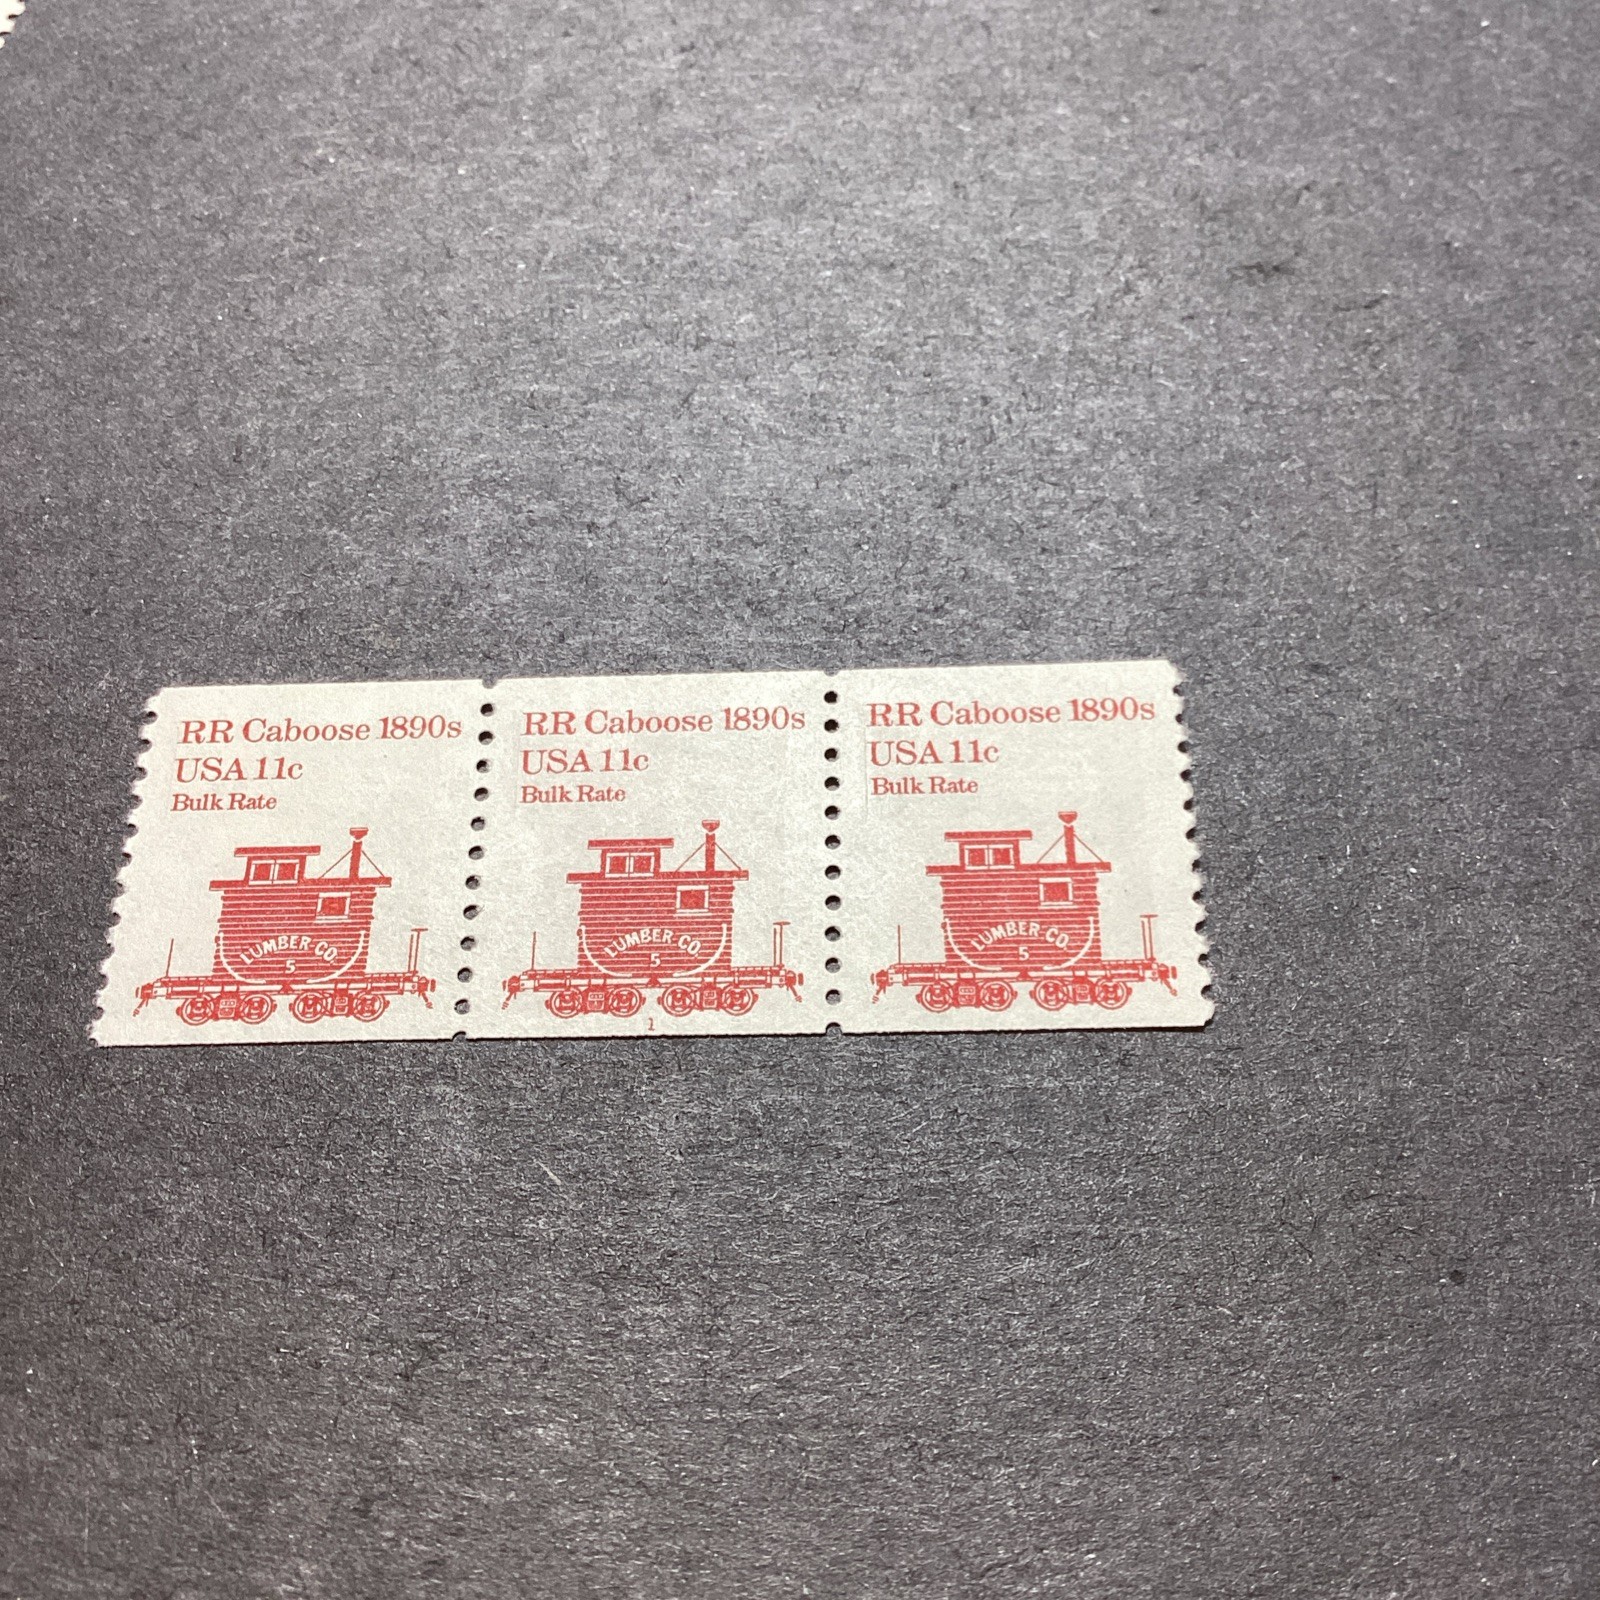 RR Caboose 1890s
USA 11c
Bulk Rate
LUMBER CO.
5
RR Caboose 1890s
USA 11c
Bulk Rate
LUMBER CO.
5
1
RR Caboose 1890s
USA 11c
Bulk Rate
LUMBER CO.
5